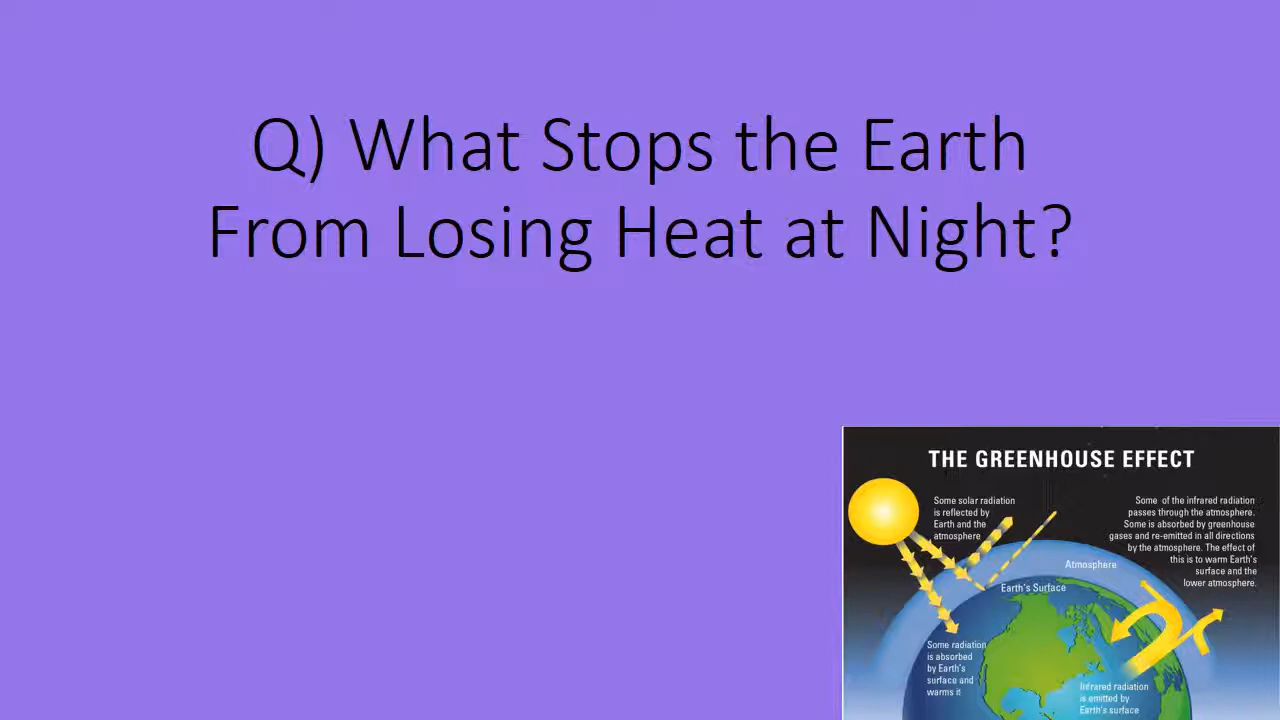 Q) What Stops the Earth
From Losing Heat at Night?
THE GREENHOUSE EFFECT
Some solar radiation
is reflected by
Earth and the
atmosphere
Some of the infrared radiation
passes through the atmosphere.
Some is absorbed by greenhouse
gases and re-emitted in all directions
by the atmosphere. The effect of
this is to warm Earth's
surface and the
lower atmosphere.
Atmosphere
Earth's Surface
Some radiation
is absorbed
by Earth's
surface and
warms it
Infrared radiation
is emitted by
Earth's surface